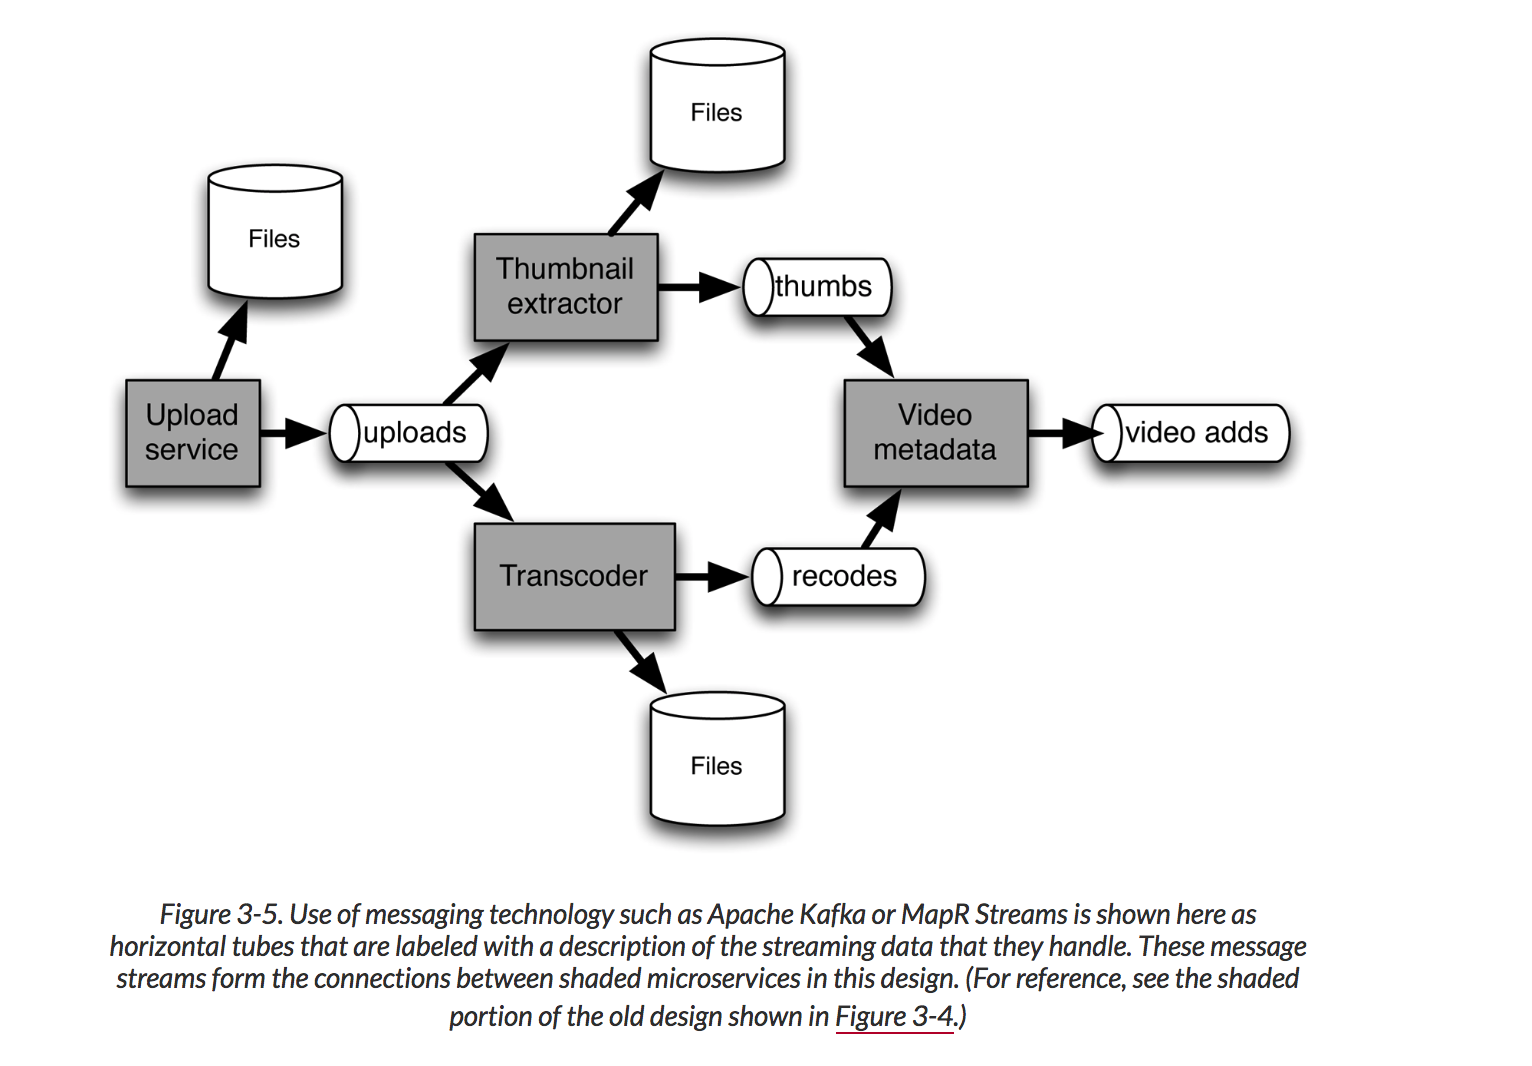 Files
Files
Thumbnail
extractor
thumbs
Upload
service
uploads
Video
metadata
video adds
Transcoder
recodes
Files
Figure 3-5. Use of messaging technology such as Apache Kafka or MapR Streams is shown here as
horizontal tubes that are labeled with a description of the streaming data that they handle. These message
streams form the connections between shaded microservices in this design. (For reference, see the shaded
portion of the old design shown in Figure 3-4.)